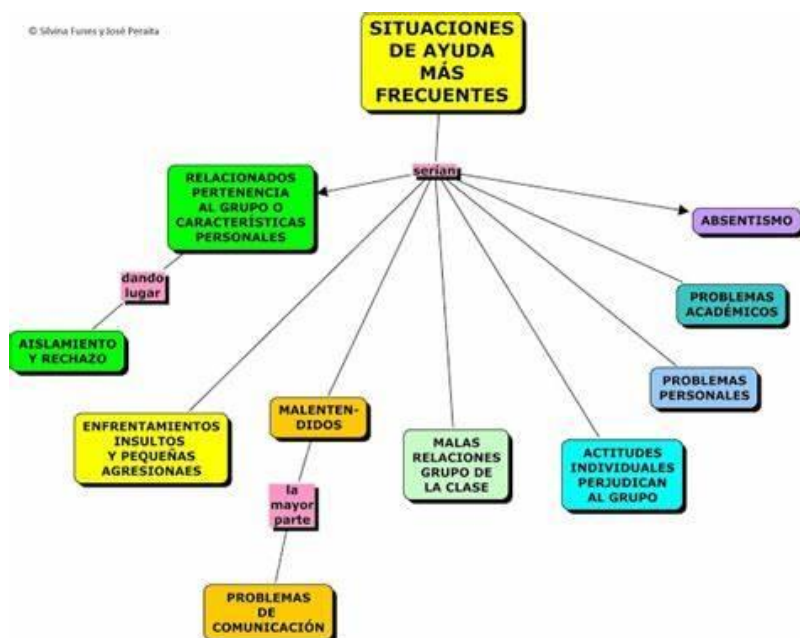 © Silvina Funes y José Peralta
SITUACIONES
DE AYUDA
MÁS
FRECUENTES
serían
RELACIONADOS
PERTENENCIA
AL GRUPO O
CARACTERÍSTICAS
PERSONALES
ABSENTISMO
dando
lugar
PROBLEMAS
ACADÉMICOS
AISLAMIENTO
Y RECHAZO
PROBLEMAS
PERSONALES
ENFRENTAMIENTOS
INSULTOS
Y PEQUEÑAS
AGRESIONAES
MALENTEN-
DIDOS
MALAS
RELACIONES
GRUPO DE
LA CLASE
ACTITUDES
INDIVIDUALES
PERJUDICAN
AL GRUPO
la
mayor
parte
PROBLEMAS
DE
COMUNICACIÓN